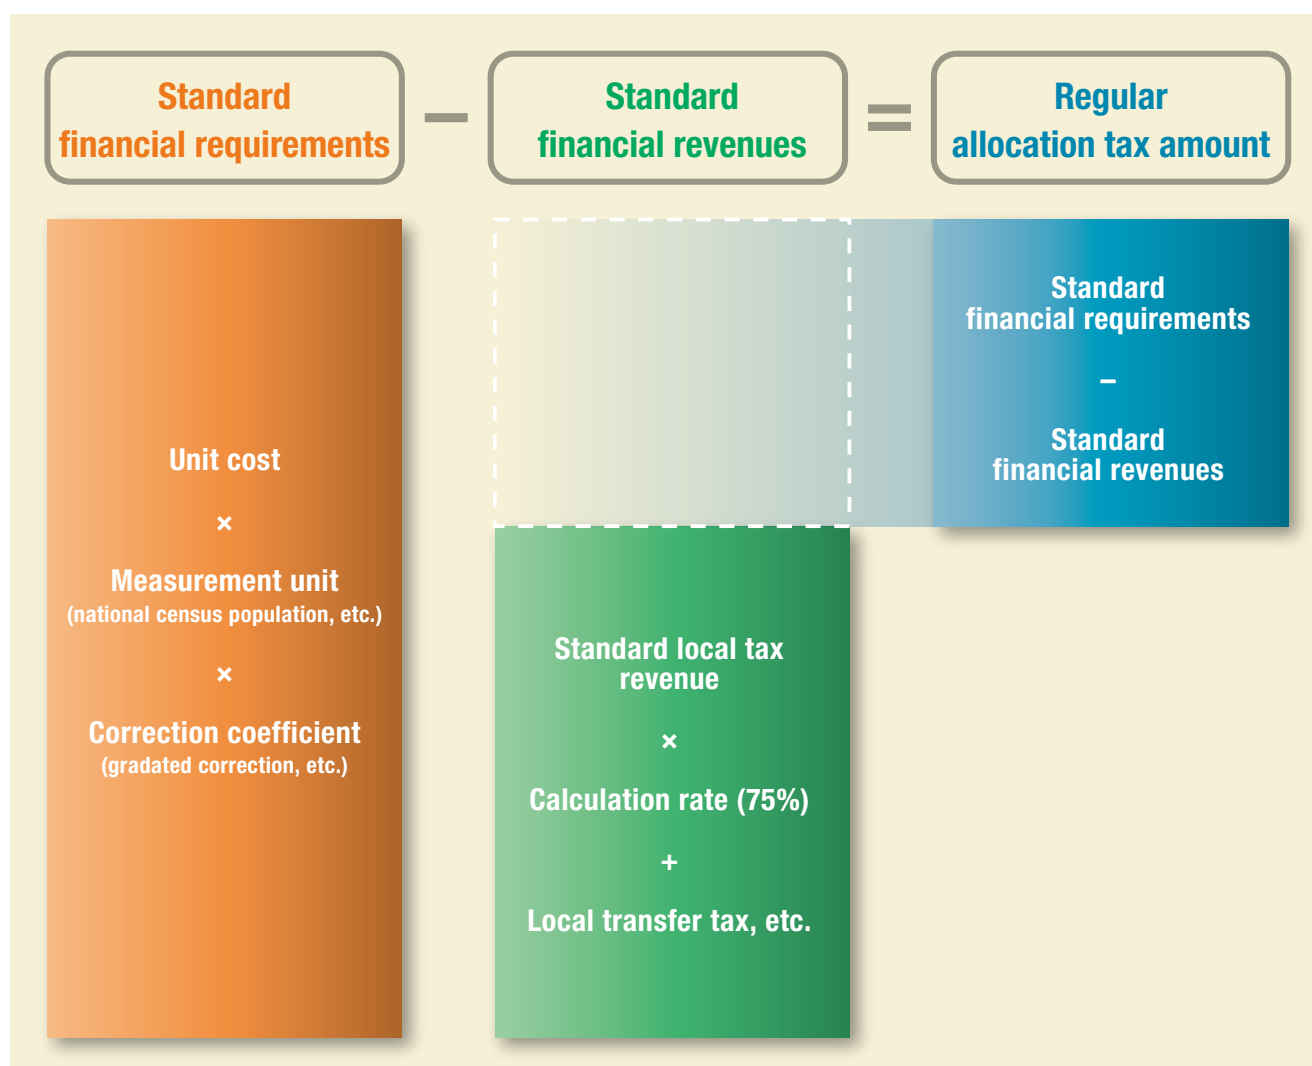 Standard
financial requirements
−
Standard
financial revenues
=
Regular
allocation tax amount
Unit cost
×
Measurement unit
(national census population, etc.)
×
Correction coefficient
(gradated correction, etc.)
Standard local tax
revenue
×
Calculation rate (75%)
+
Local transfer tax, etc.
Standard
financial requirements
–
Standard
financial revenues